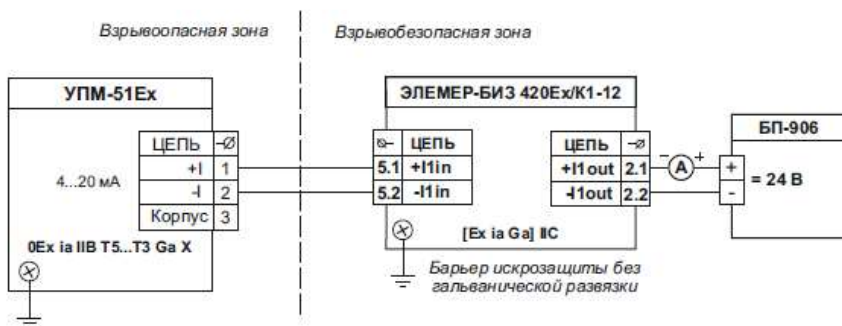 Взрывоопасная зона
Взрывобезопасная зона
УПМ-51Ех
ЦЕПЬ -Ø
+I 1
-I 2
Корпус 3
4...20 мА
0Ex ia IIB T5...T3 Ga X
ЭЛЕМЕР-БИЗ 420Ех/К1-12
Ø- ЦЕПЬ
5.1 +I1in
5.2 -I1in
ЦЕПЬ -Ø
+I1out 2.1
-I1out 2.2
[Ex ia Ga] IIC
- A +
БП-906
+
-
= 24 В
Барьер искрозащиты без
гальванической развязки